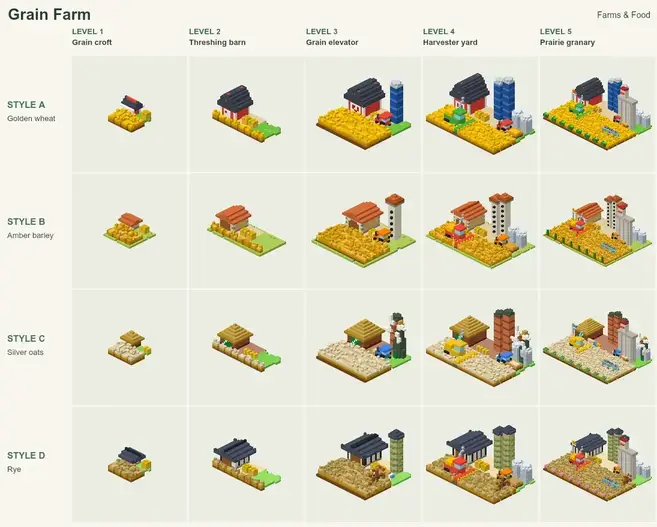 Grain Farm
Farms & Food
LEVEL 1
Grain croft
LEVEL 2
Threshing barn
LEVEL 3
Grain elevator
LEVEL 4
Harvester yard
LEVEL 5
Prairie granary
STYLE A
Golden wheat
STYLE B
Amber barley
STYLE C
Silver oats
STYLE D
Rye